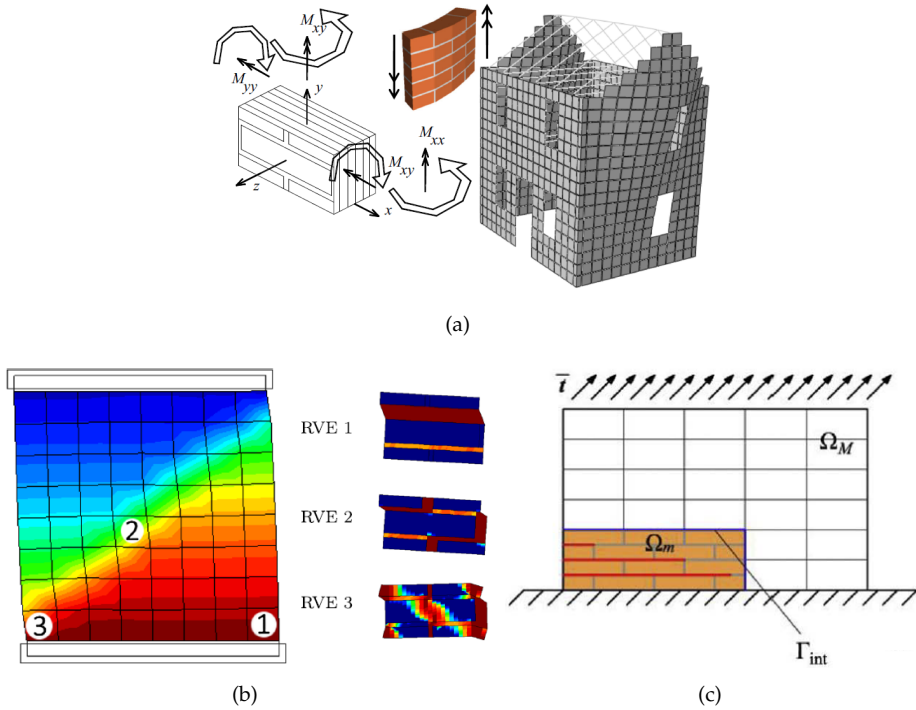 M_xy
M_yy
y
M_xx
M_xy
z
x
(a)
RVE 1
RVE 2
RVE 3
2
3
1
t̅
Ω_M
Ω_m
Γ_int
(b)
(c)